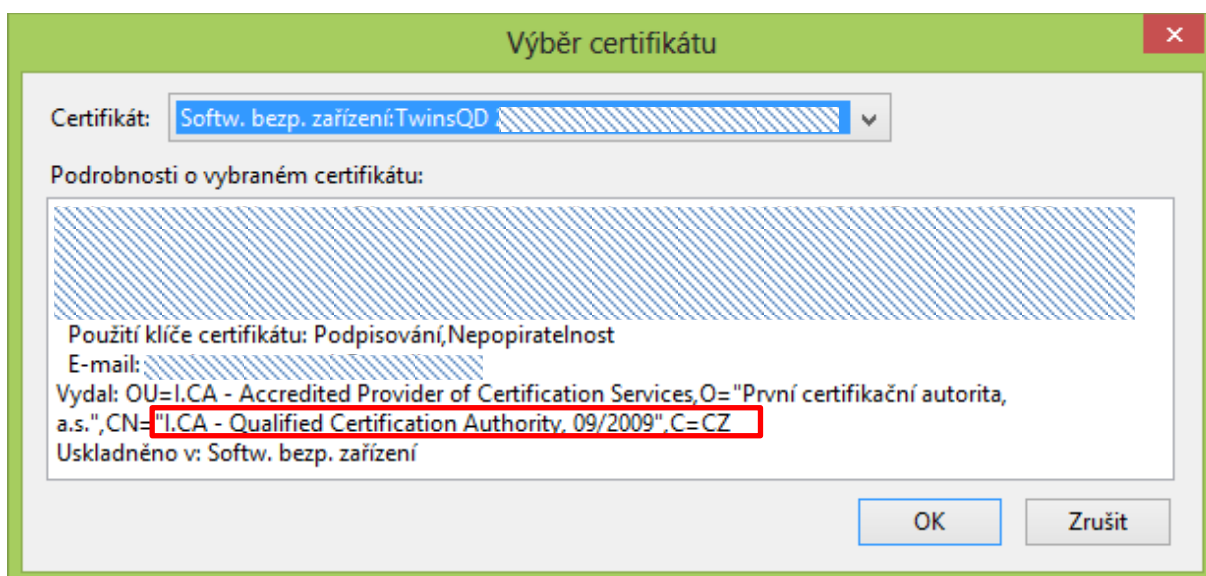 Výběr certifikátu
Certifikát: Softw. bezp. zařízení:TwinsQD
Podrobnosti o vybraném certifikátu:
Použití klíče certifikátu: Podpisování,Nepopiratelnost
E-mail:
Vydal: OU=I.CA - Accredited Provider of Certification Services,O="První certifikační autorita,
a.s.",CN="I.CA - Qualified Certification Authority, 09/2009",C=CZ
Uskladněno v: Softw. bezp. zařízení
OK Zrušit